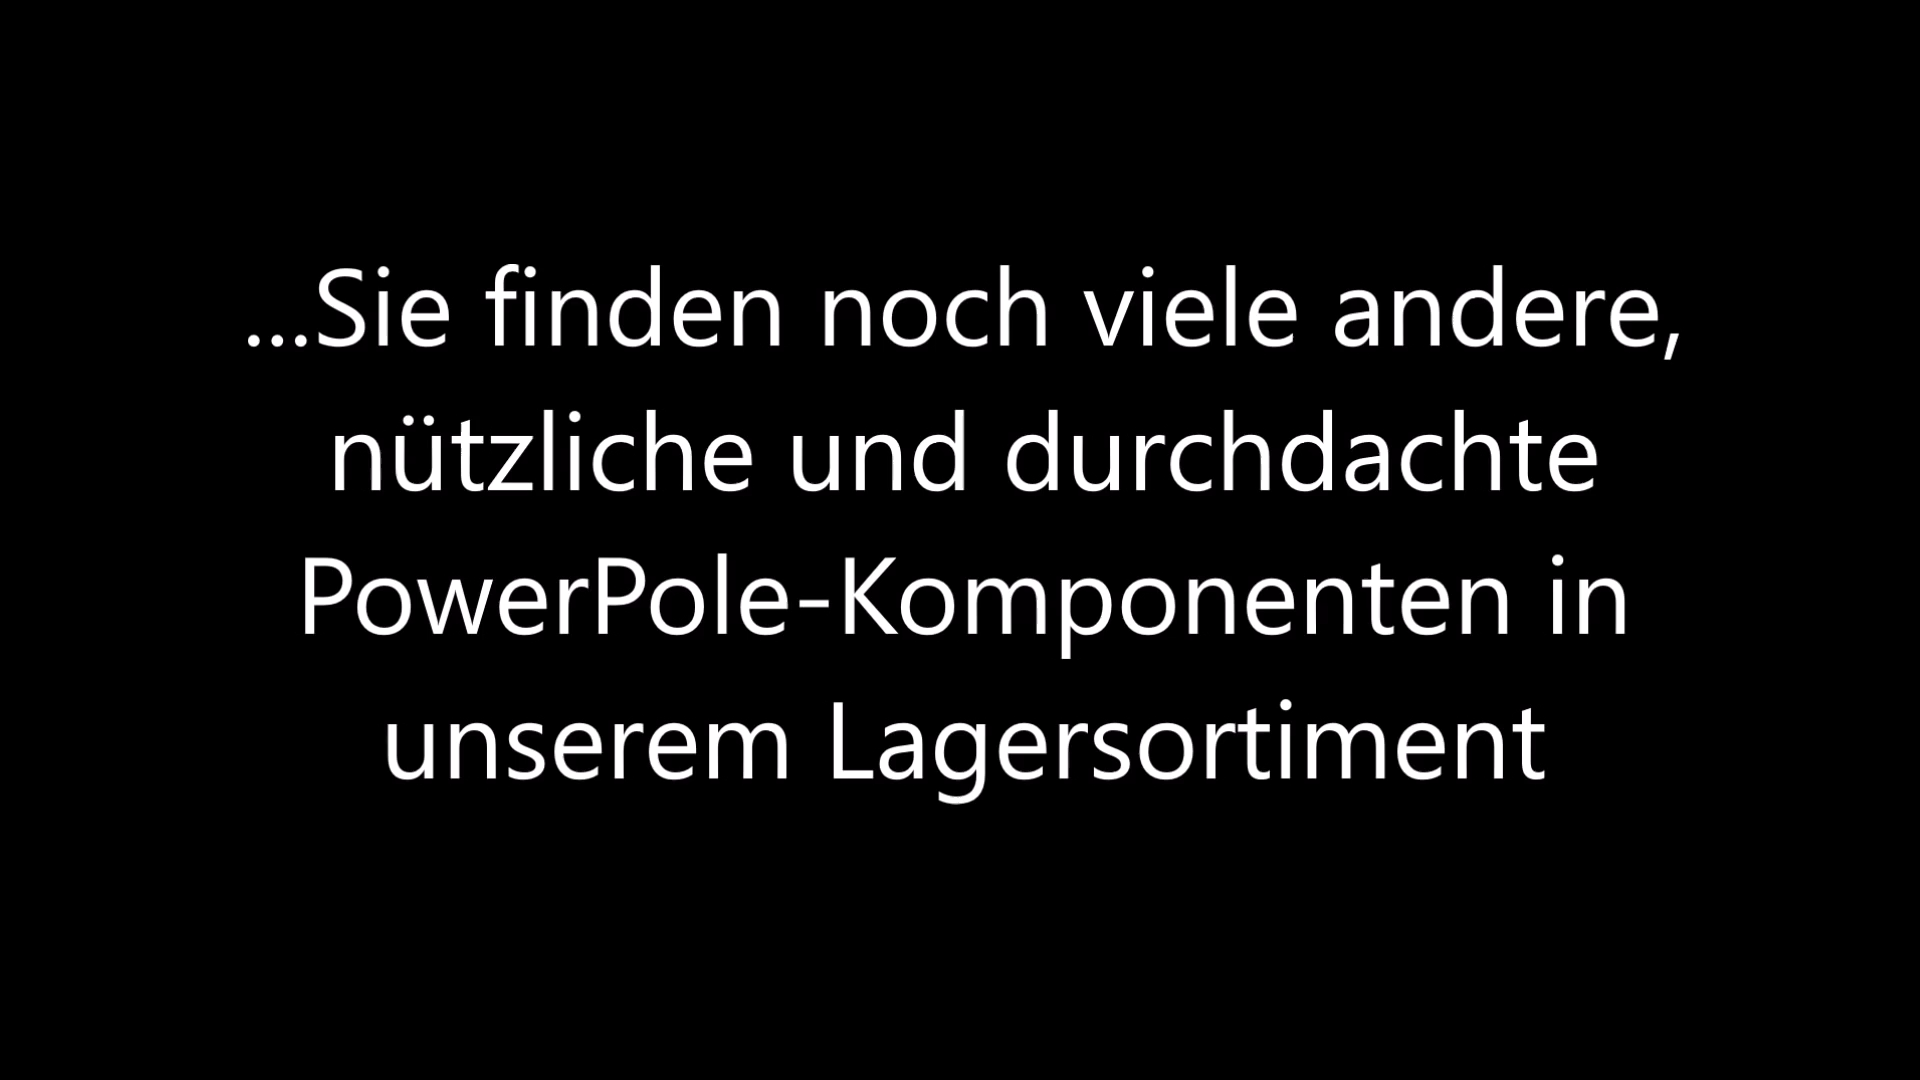 ...Sie finden noch viele andere,
nützliche und durchdachte
PowerPole-Komponenten in
unserem Lagersortiment